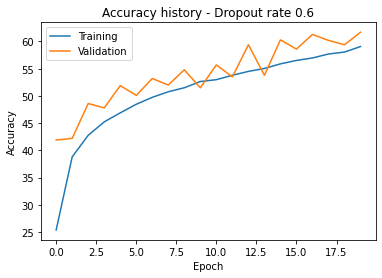 Accuracy history - Dropout rate 0.6
Training
Validation
Accuracy
60
55
50
45
40
35
30
25
0.0 2.5 5.0 7.5 10.0 12.5 15.0 17.5
Epoch